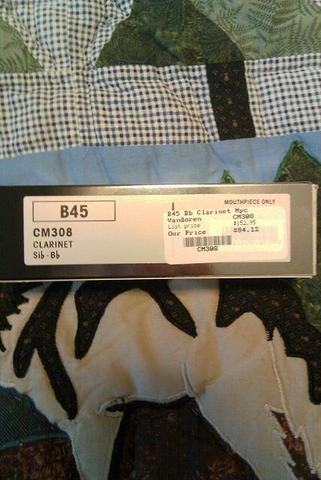 B45
CM308
CLARINET
Sib - Bb
MOUTHPIECE ONLY
B45 Bb Clarinet Mpc
Vandoren CM308
List price $152.95
Our Price $84.12
CM308